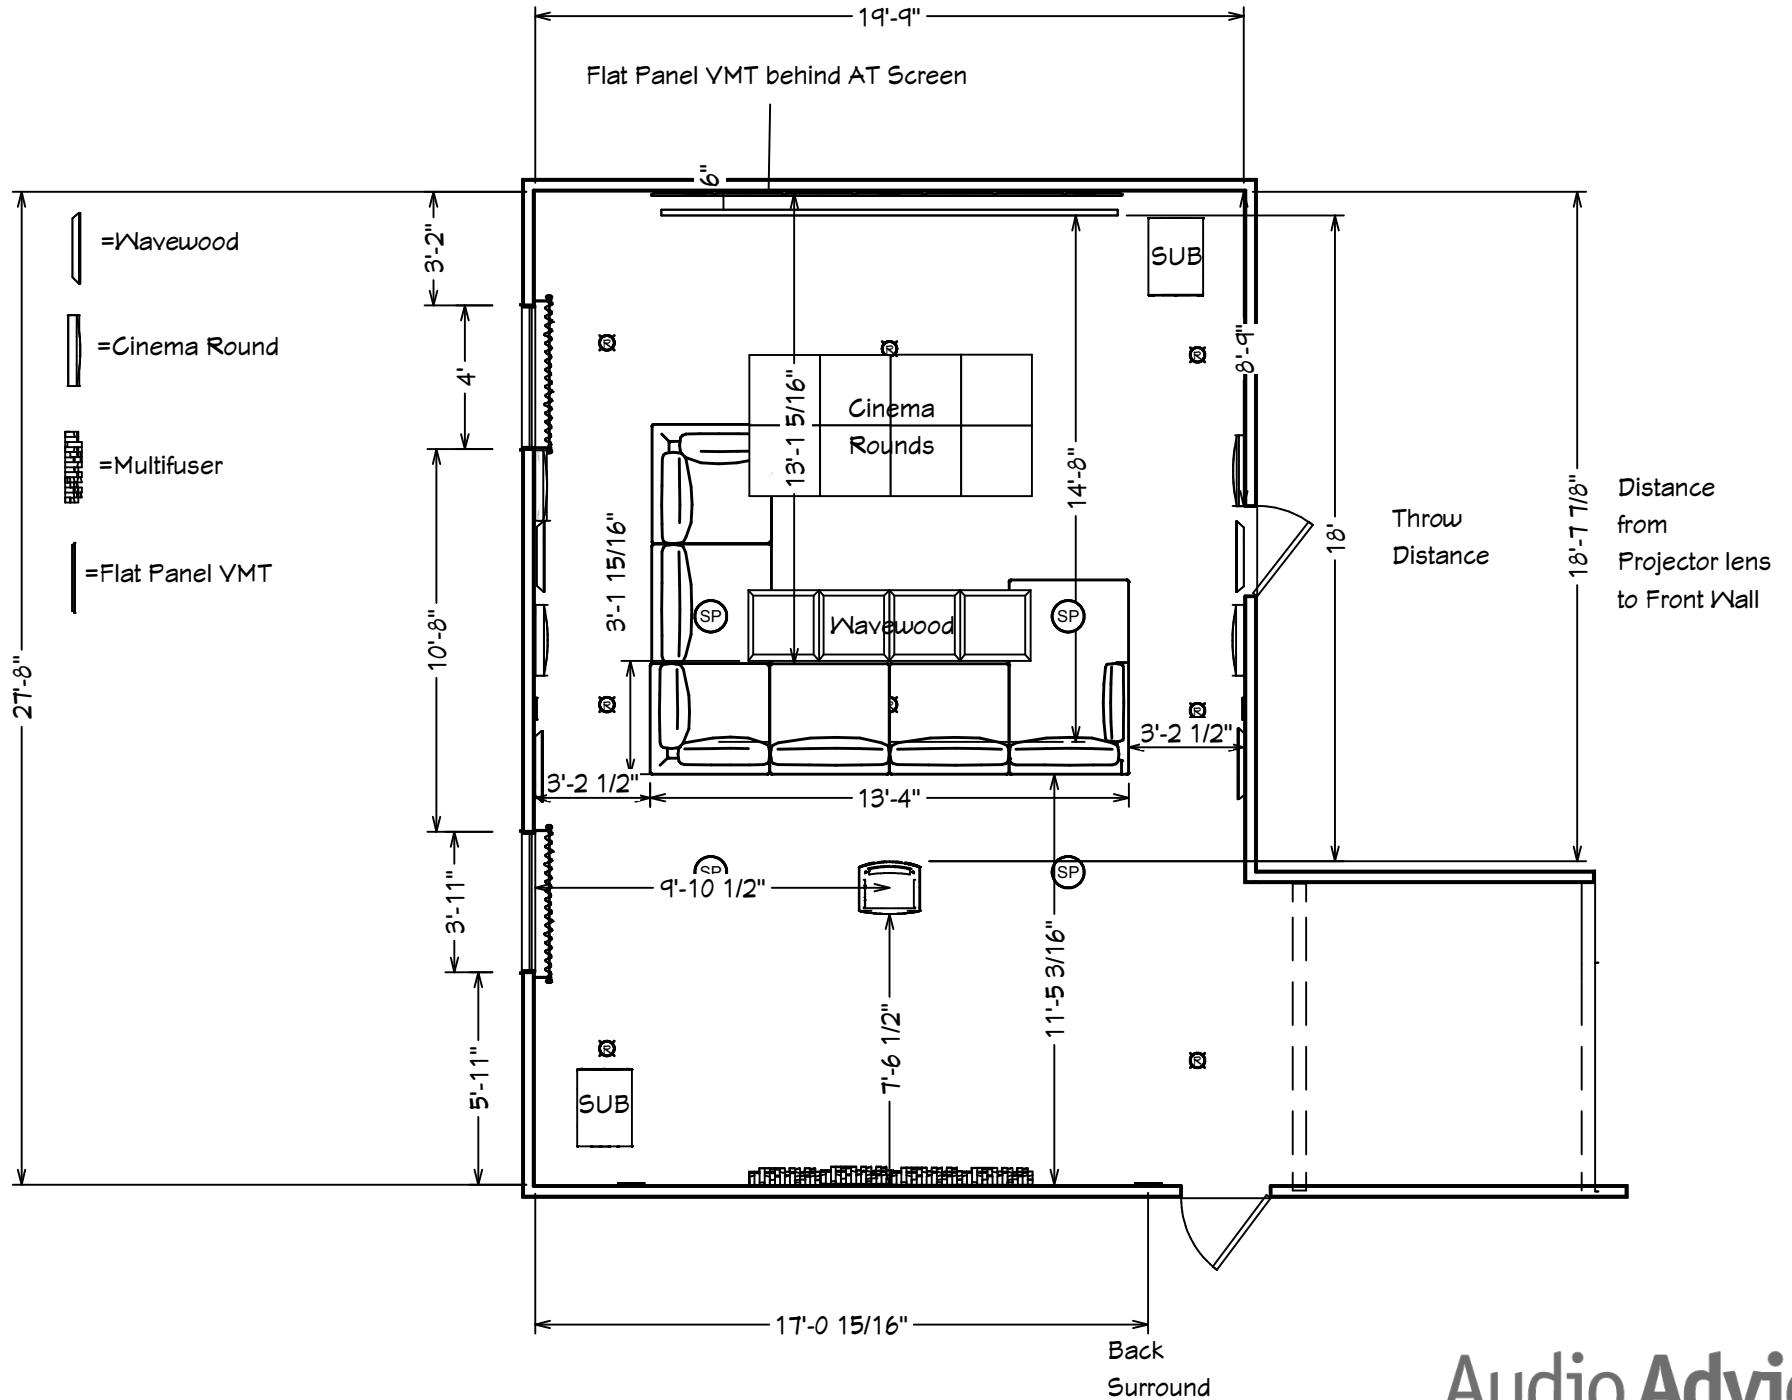 19'-9"
Flat Panel VMT behind AT Screen
6"
=Wavewood
3'-2"
SUB
=Cinema Round
4'
8'-9"
R
R
R
Cinema
Rounds
13'-1 5/16"
14'-8"
=Multifuser
18'-7 7/8"
Distance
from
Projector lens
to Front Wall
Throw
Distance
18'
=Flat Panel VMT
3'-1 15/16"
SP
Wavewood
SP
10'-8"
27'-8"
R
R
R
3'-2 1/2"
3'-2 1/2"
13'-4"
SP
SP
9'-10 1/2"
3'-11"
11'-5 3/16"
7'-6 1/2"
R
R
5'-11"
SUB
17'-0 15/16"
Back
Surround
Audio